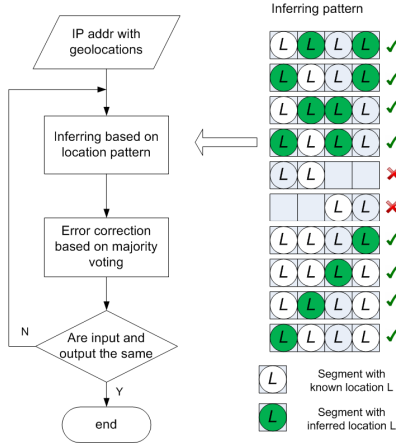 Inferring pattern
IP addr with
geolocations
Inferring based on
location pattern
Error correction
based on majority
voting
Are input and
output the same
N
Y
end
L L L L
L L L L
L L L L
L L L L
L L
L L
L L L L
L L L L
L L L L
L L L L
L Segment with
known location L
L Segment with
inferred location L